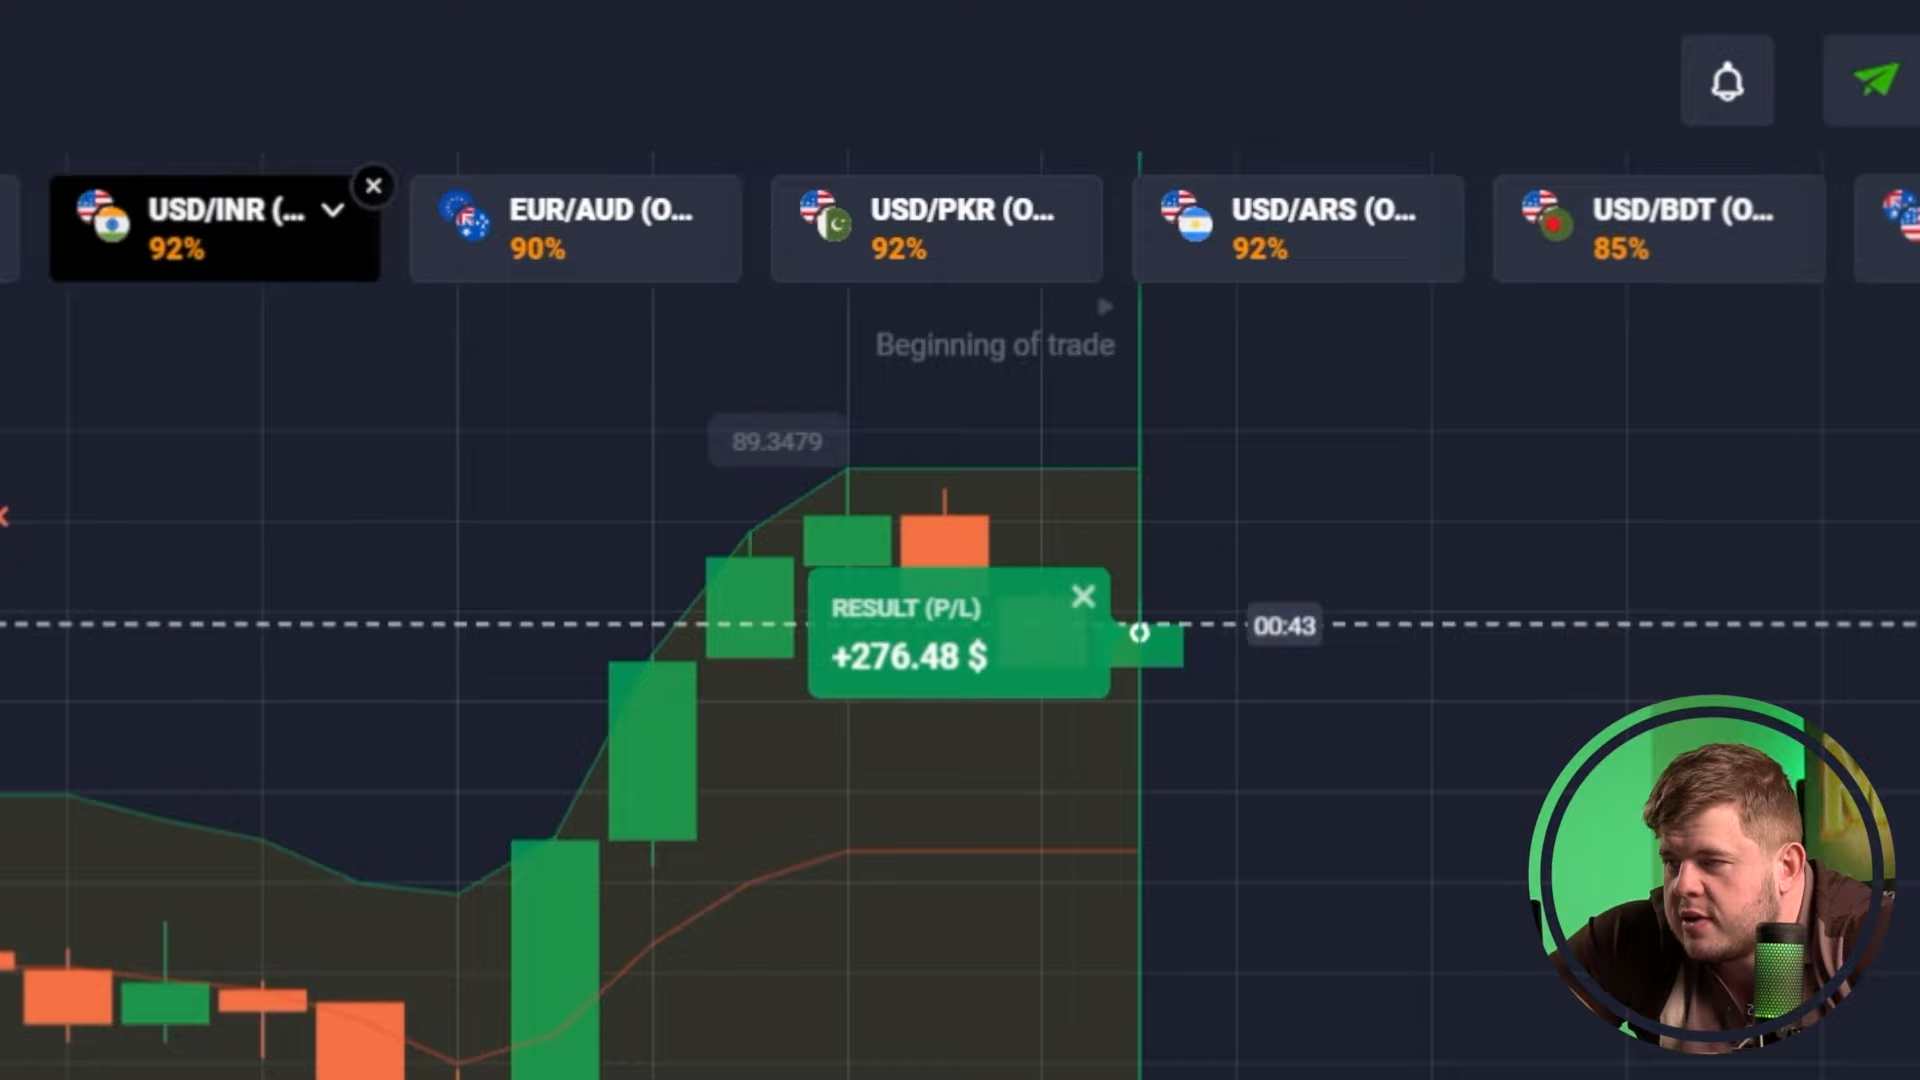 USD/INR (...
92%
EUR/AUD (O...
90%
USD/PKR (O...
92%
USD/ARS (O...
92%
USD/BDT (O...
85%
Beginning of trade
89.3479
RESULT (P/L)
+276.48 $
00:43